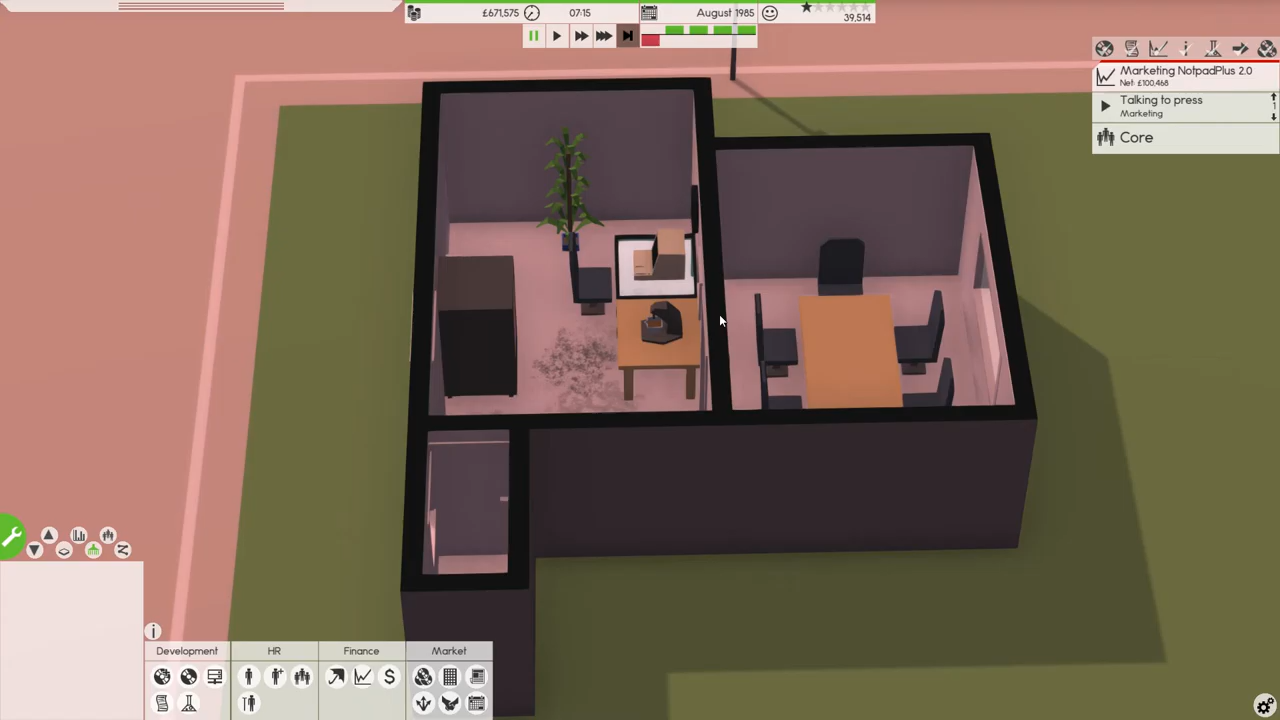 £671,575
07:15
August 1985
39,514
Marketing NotpadPlus 2.0
Net: £100,468
Talking to press
Marketing
1
Core
Development
HR
Finance
Market